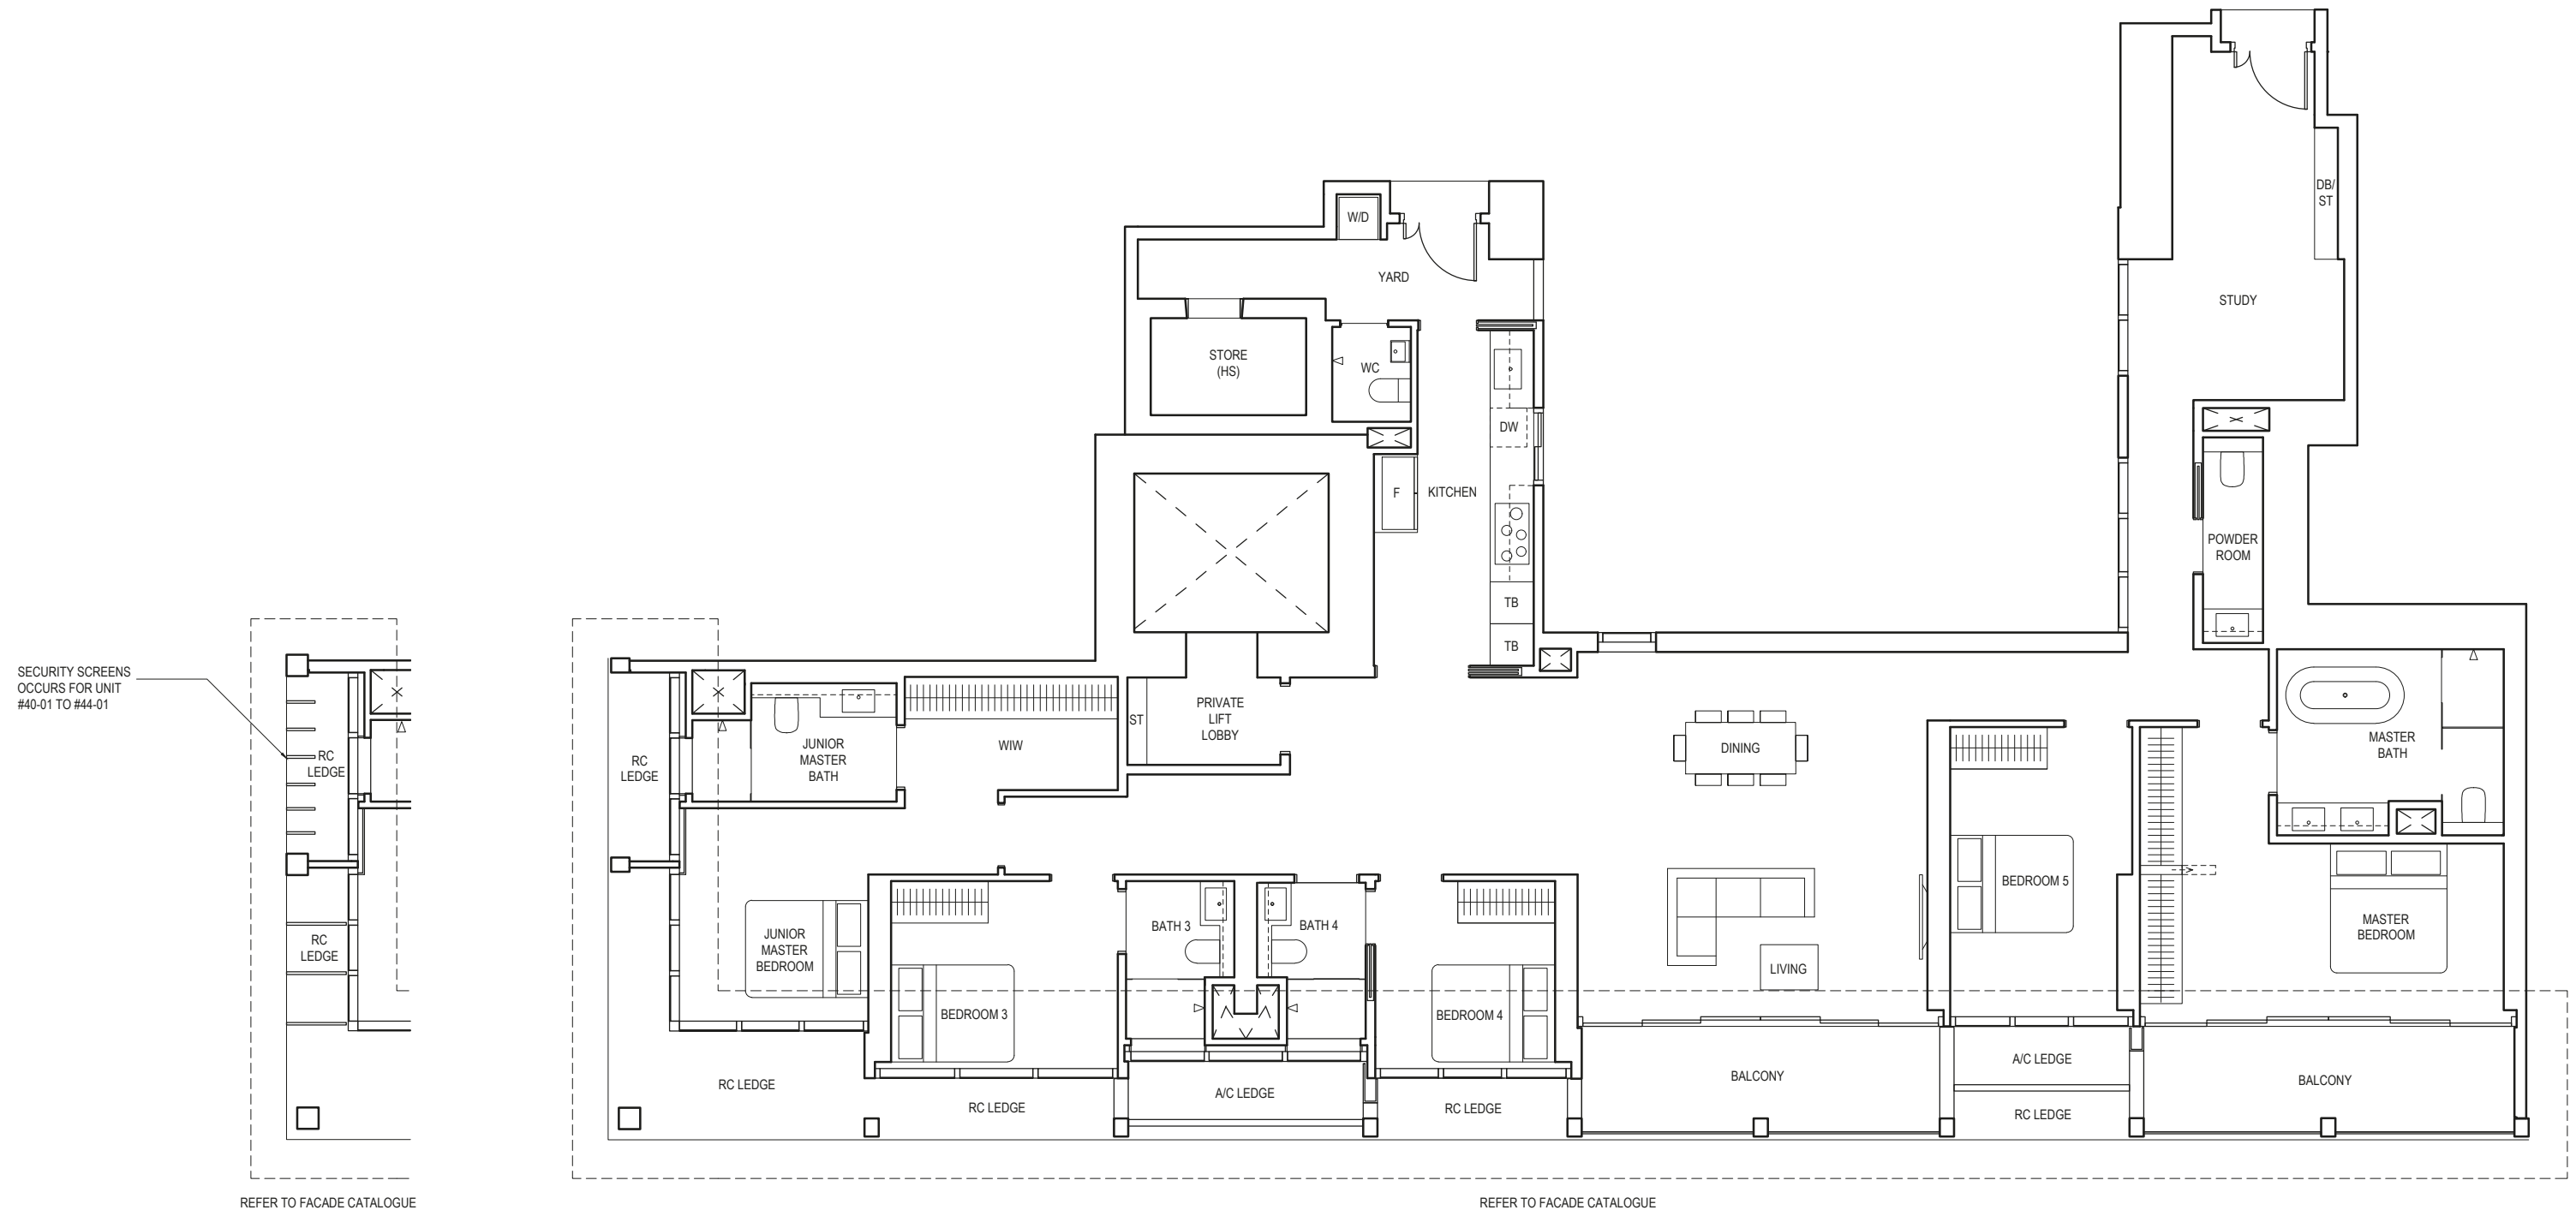 W/D
YARD
DB/
ST
STUDY
STORE
(HS)
WC
DW
F
KITCHEN
POWDER
ROOM
TB
TB
SECURITY SCREENS
OCCURS FOR UNIT
#40-01 TO #44-01
RC
LEDGE
RC
LEDGE
RC
LEDGE
JUNIOR
MASTER
BATH
WIW
ST
PRIVATE
LIFT
LOBBY
DINING
MASTER
BATH
JUNIOR
MASTER
BEDROOM
BEDROOM 3
BATH 3
BATH 4
BEDROOM 4
LIVING
BEDROOM 5
MASTER
BEDROOM
RC LEDGE
RC LEDGE
A/C LEDGE
RC LEDGE
BALCONY
A/C LEDGE
RC LEDGE
BALCONY
REFER TO FACADE CATALOGUE
REFER TO FACADE CATALOGUE